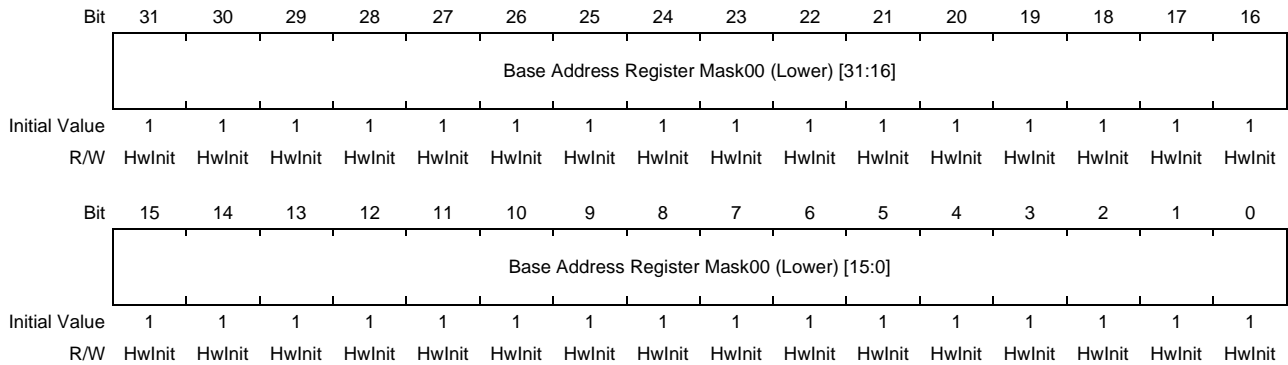 Bit 31 30 29 28 27 26 25 24 23 22 21 20 19 18 17 16
Base Address Register Mask00 (Lower) [31:16]
Initial Value 1 1 1 1 1 1 1 1 1 1 1 1 1 1 1 1
R/W HwInit HwInit HwInit HwInit HwInit HwInit HwInit HwInit HwInit HwInit HwInit HwInit HwInit HwInit HwInit HwInit
Bit 15 14 13 12 11 10 9 8 7 6 5 4 3 2 1 0
Base Address Register Mask00 (Lower) [15:0]
Initial Value 1 1 1 1 1 1 1 1 1 1 1 1 1 1 1 1
R/W HwInit HwInit HwInit HwInit HwInit HwInit HwInit HwInit HwInit HwInit HwInit HwInit HwInit HwInit HwInit HwInit